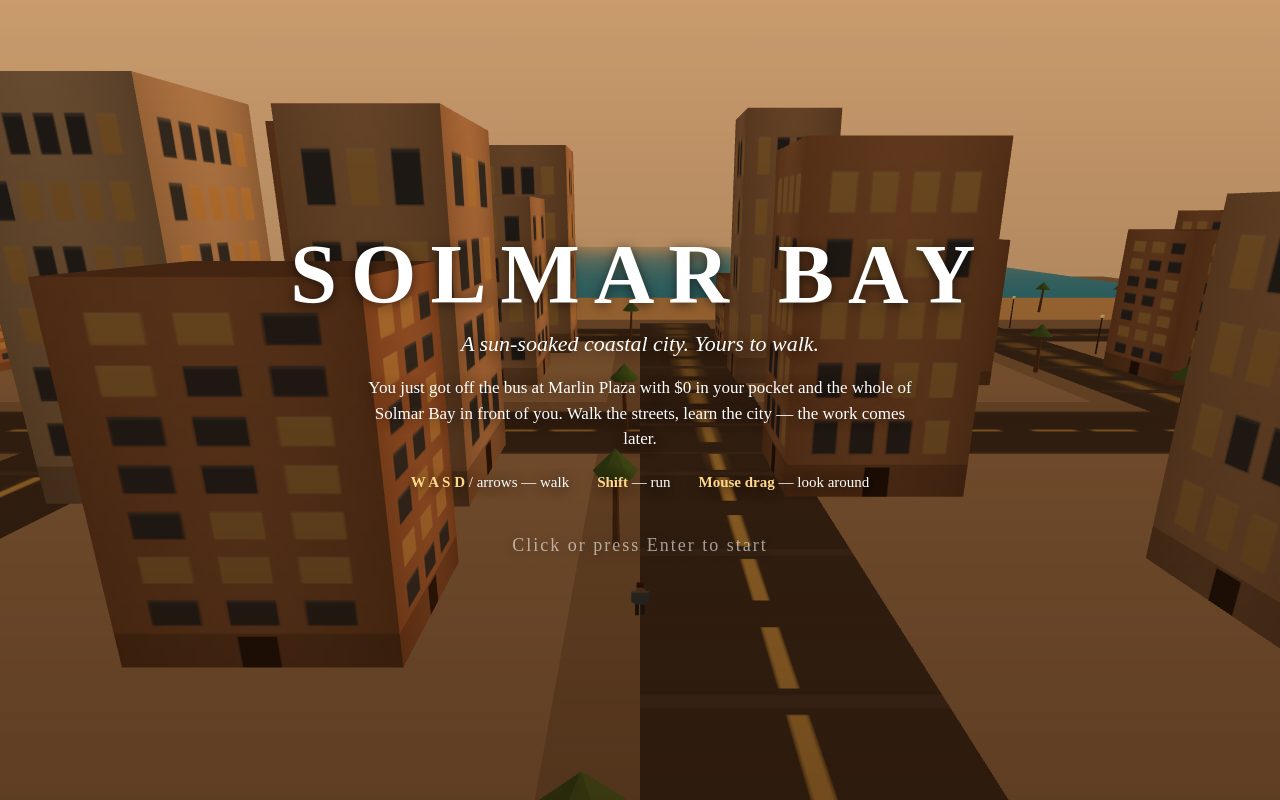 SOLMAR BAY
A sun-soaked coastal city. Yours to walk.
You just got off the bus at Marlin Plaza with $0 in your pocket and the whole of
Solmar Bay in front of you. Walk the streets, learn the city — the work comes
later.
W A S D / arrows — walk Shift — run Mouse drag — look around
Click or press Enter to start